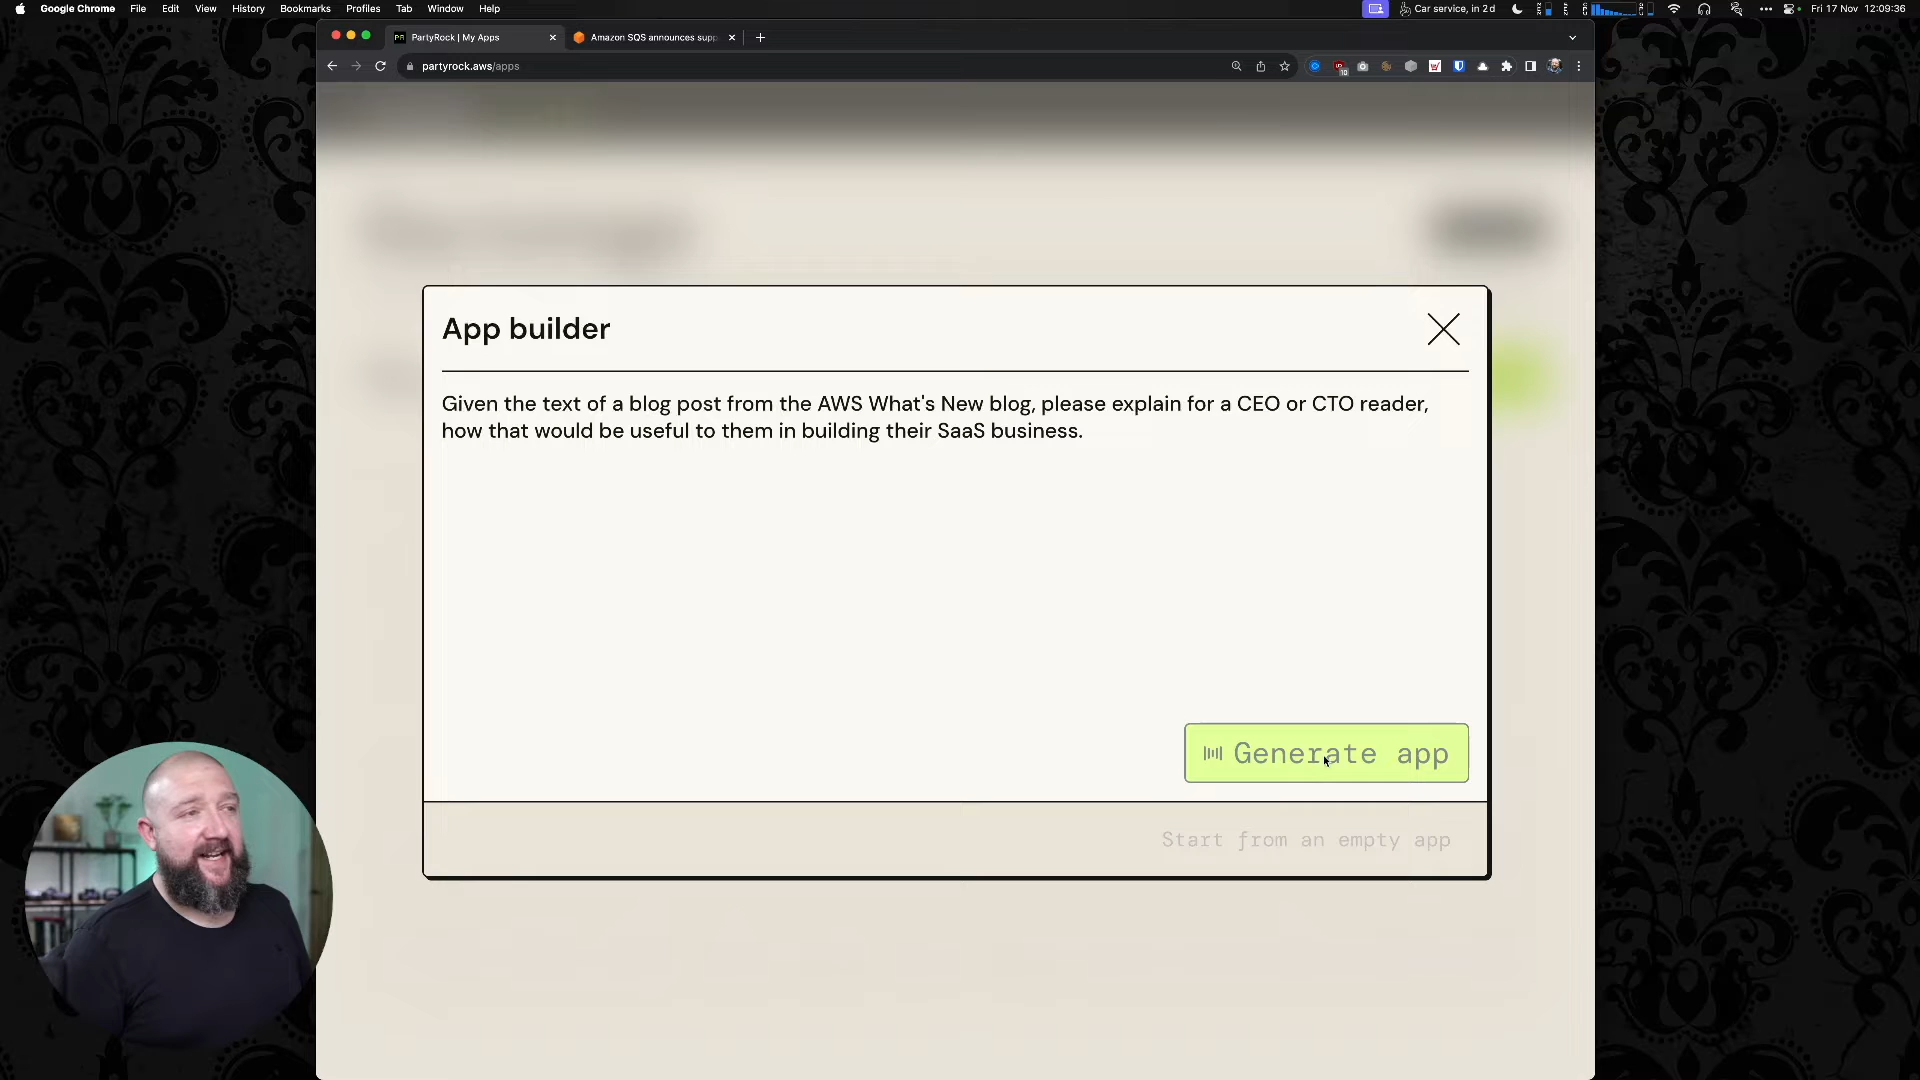 Google Chrome File Edit View History Bookmarks Profiles Tab Window Help
Car service, in 2 d
Fri 17 Nov 12:09:36
PartyRock | My Apps
Amazon SQS announces supp
partyrock.aws/apps
App builder
Given the text of a blog post from the AWS What's New blog, please explain for a CEO or CTO reader,
how that would be useful to them in building their SaaS business.
Generate app
Start from an empty app